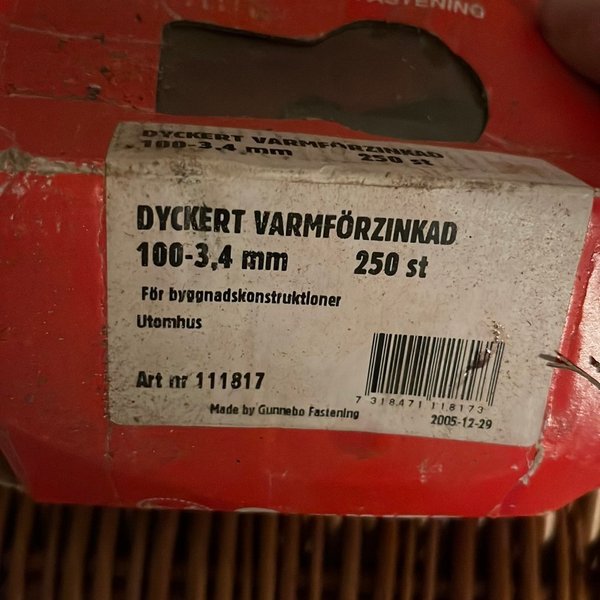 FASTENING
DYCKERT VARMFÖRZINKAD
100-3,4 mm 250 st
DYCKERT VARMFÖRZINKAD
100-3,4 mm 250 st
För byggnadskonstruktioner
Utomhus
Art nr 111817
7 318471 118173
Made by Gunnebo Fastening
2005-12-29